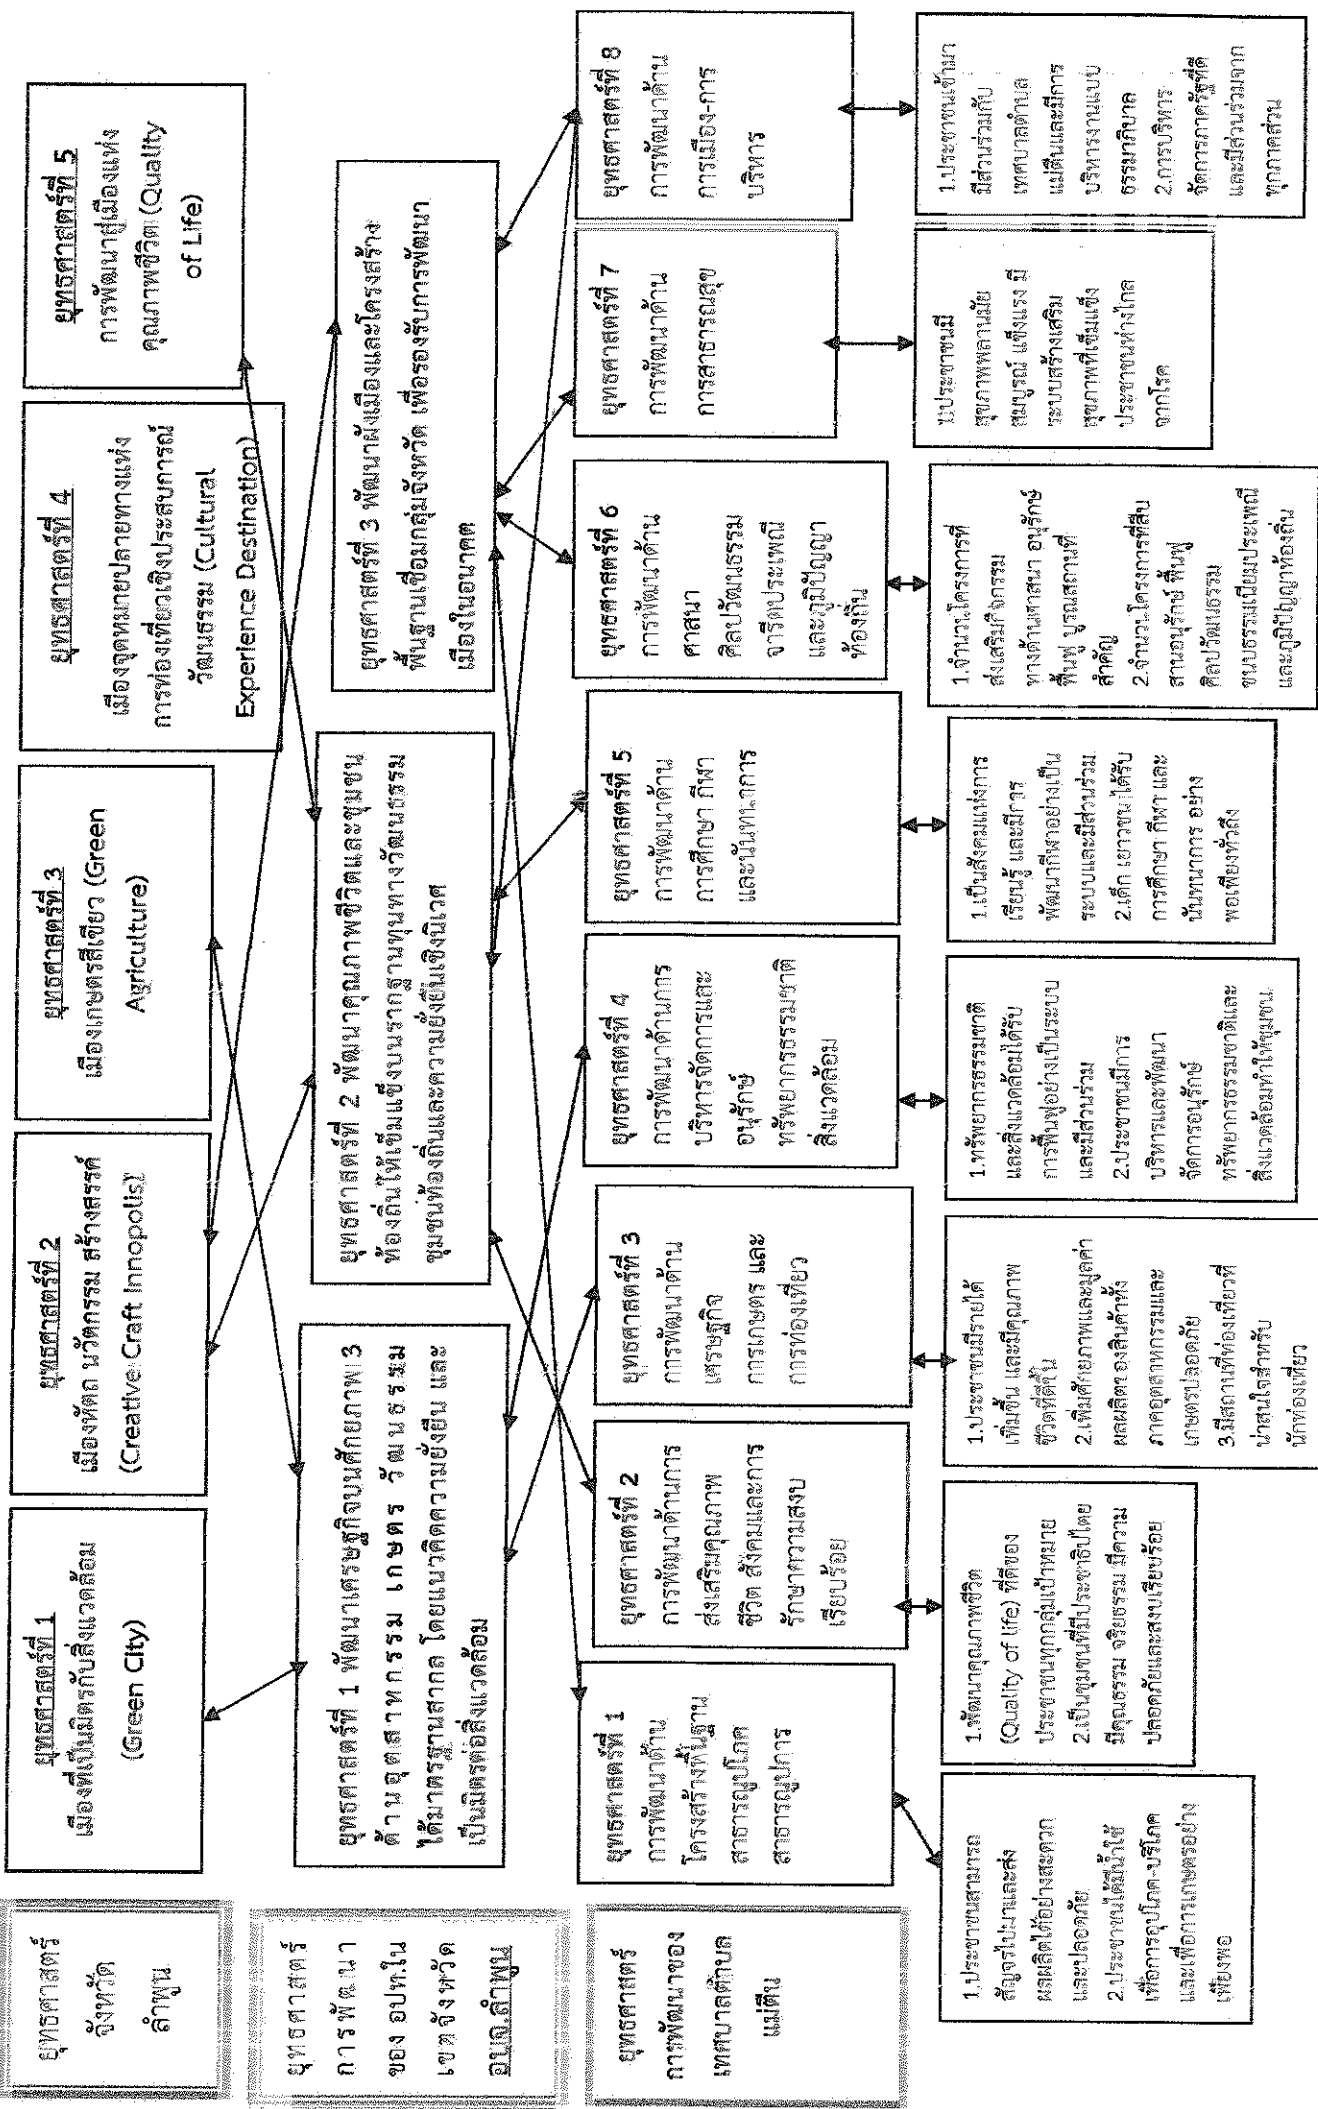 ยุทธศาสตร์
จังหวัด
ลำพูน
ยุทธศาสตร์ที่ 1
เมืองที่เป็นมิตรกับสิ่งแวดล้อม
(Green City)
ยุทธศาสตร์ที่ 2
เมืองหัตถ นวัตกรรม สร้างสรรค์
(Creative Craft Innopolis)
ยุทธศาสตร์ที่ 3
เมืองเกษตรสีเขียว (Green
Agriculture)
ยุทธศาสตร์ที่ 4
เมืองจุดหมายปลายทางแห่ง
การท่องเที่ยวเชิงประสบการณ์
วัฒนธรรม (Cultural
Experience Destination)
ยุทธศาสตร์ที่ 5
การพัฒนาสู่เมืองแห่ง
คุณภาพชีวิต (Quality
of Life)
ยุทธศาสตร์
การพัฒนา
ของ อปท.ใน
เขตจังหวัด
อบจ.ลำพูน
ยุทธศาสตร์ที่ 1 พัฒนาเศรษฐกิจบนศักยภาพ 3
ด้านอุตสาหกรรม เกษตร วัฒนธรรม
ได้มาตรฐานสากล โดยแนวคิดความยั่งยืน และ
เป็นมิตรต่อสิ่งแวดล้อม
ยุทธศาสตร์ที่ 2 พัฒนาคุณภาพชีวิตและชุมชน
ท้องถิ่นให้เข้มแข็งบนรากฐานทุนทางวัฒนธรรม
ชุมชนท้องถิ่นและความยั่งยืนเชิงนิเวศ
ยุทธศาสตร์ที่ 3 พัฒนาผังเมืองและโครงสร้าง
พื้นฐานเชื่อมกลุ่มจังหวัด เพื่อรองรับการพัฒนา
เมืองในอนาคต
ยุทธศาสตร์
การพัฒนาของ
เทศบาลตำบล
แม่ตืน
ยุทธศาสตร์ที่ 1
การพัฒนาด้าน
โครงสร้างพื้นฐาน
สาธารณูปโภค
สาธารณูปการ
ยุทธศาสตร์ที่ 2
การพัฒนาด้านการ
ส่งเสริมคุณภาพ
ชีวิต สังคมและการ
รักษาความสงบ
เรียบร้อย
ยุทธศาสตร์ที่ 3
การพัฒนาด้าน
เศรษฐกิจ
การเกษตร และ
การท่องเที่ยว
ยุทธศาสตร์ที่ 4
การพัฒนาด้านการ
บริหารจัดการและ
อนุรักษ์
ทรัพยากรธรรมชาติ
สิ่งแวดล้อม
ยุทธศาสตร์ที่ 5
การพัฒนาด้าน
การศึกษา กีฬา
และนันทนาการ
ยุทธศาสตร์ที่ 6
การพัฒนาด้าน
ศาสนา
ศิลปวัฒนธรรม
จารีตประเพณี
และภูมิปัญญา
ท้องถิ่น
ยุทธศาสตร์ที่ 7
การพัฒนาด้าน
การสาธารณสุข
ยุทธศาสตร์ที่ 8
การพัฒนาด้าน
การเมือง-การ
บริหาร
1.ประชาชนสามารถ
สัญจรไปมาและส่ง
ผลผลิตได้อย่างสะดวก
และปลอดภัย
2.ประชาชนได้มีน้ำใช้
เพื่อการอุปโภค-บริโภค
และเพื่อการเกษตรอย่าง
เพียงพอ
1.พัฒนาคุณภาพชีวิต
(Quality of life) ที่ดีของ
ประชาชนทุกกลุ่มเป้าหมาย
2.เป็นชุมชนที่มีประชาธิปไตย
มีคุณธรรม จริยธรรม มีความ
ปลอดภัยและสงบเรียบร้อย
1.ประชาชนมีรายได้
เพิ่มขึ้น และมีคุณภาพ
ชีวิตที่ดีขึ้น
2.เพิ่มศักยภาพและมูลค่า
ผลผลิตของสินค้าทั้ง
ภาคอุตสาหกรรมและ
เกษตรปลอดภัย
3.มีสถานที่ท่องเที่ยวที่
น่าสนใจสำหรับ
นักท่องเที่ยว
1.ทรัพยากรธรรมชาติ
และสิ่งแวดล้อมได้รับ
การฟื้นฟูอย่างเป็นระบบ
และมีส่วนร่วม
2.ประชาชนมีการ
บริหารและพัฒนา
จัดการอนุรักษ์
ทรัพยากรธรรมชาติและ
สิ่งแวดล้อมทำให้ชุมชน
1.เป็นสังคมแห่งการ
เรียนรู้ และมีการ
พัฒนากีฬาอย่างเป็น
ระบบและมีส่วนร่วม
2.เด็ก เยาวชน ได้รับ
การศึกษา กีฬา และ
นันทนาการ อย่าง
พอเพียงทั่วถึง
1.จำนวนโครงการที่
ส่งเสริมกิจกรรม
ทางด้านศาสนา อนุรักษ์
ฟื้นฟู บูรณสถานที่
สำคัญ
2.จำนวนโครงการที่สืบ
สานอนุรักษ์ ฟื้นฟู
ศิลปวัฒนธรรม
ขนบธรรมเนียมประเพณี
และภูมิปัญญาท้องถิ่น
1.ประชาชนมี
สุขภาพพลานามัย
สมบูรณ์ แข็งแรง มี
ระบบสร้างเสริม
สุขภาพที่เข้มแข็ง
ประชาชนห่างไกล
จากโรค
1.ประชาชนเข้ามา
มีส่วนร่วมกับ
เทศบาลตำบล
แม่ตืนและมีการ
บริหารงานแบบ
ธรรมาภิบาล
2.การบริหาร
จัดการภาครัฐที่ดี
และมีส่วนร่วมจาก
ทุกภาคส่วน